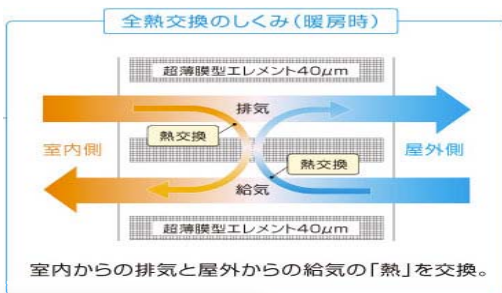 全熱交換のしくみ(暖房時)
超薄膜型エレメント40μm
排気
熱交換
室内側
屋外側
熱交換
給気
超薄膜型エレメント40μm
室内からの排気と屋外からの給気の「熱」を交換。